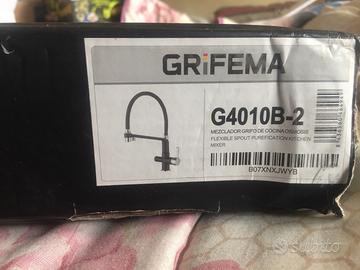 GRiFEMA
G4010B-2
MEZCLADOR GRIFO DE COCINA OSMOSIS
FLEXIBLE SPOUT PURIFICATION KITCHEN
MIXER
B07XNXJWYB
subito